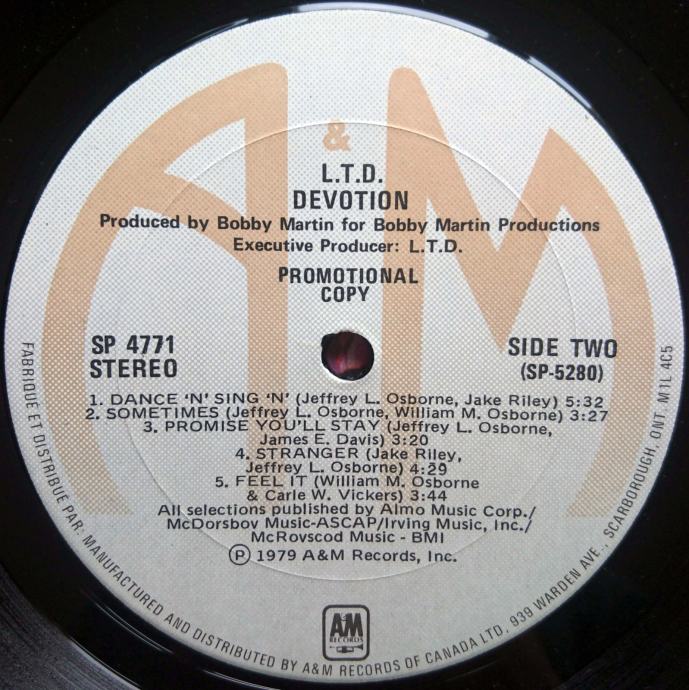 &
L.T.D.
DEVOTION
Produced by Bobby Martin for Bobby Martin Productions
Executive Producer: L.T.D.
PROMOTIONAL
COPY
SP 4771
STEREO
SIDE TWO
(SP-5280)
1. DANCE ‘N’ SING ‘N’ (Jeffrey L. Osborne, Jake Riley) 5:32
2. SOMETIMES (Jeffrey L. Osborne, William M. Osborne) 3:27
3. PROMISE YOU'LL STAY (Jeffrey L. Osborne,
James E. Davis) 3:20
4. STRANGER (Jake Riley,
Jeffrey L. Osborne) 4:29
5. FEEL IT (William M. Osborne
& Carle W. Vickers) 3:44
All selections published by Almo Music Corp./
McDorsbov Music-ASCAP/Irving Music, Inc./
McRovscod Music - BMI
Ⓟ 1979 A&M Records, Inc.
FABRIQUÉ ET DISTRIBUÉ PAR: MANUFACTURED AND DISTRIBUTED BY A&M RECORDS OF CANADA LTD, 939 WARDEN AVE., SCARBOROUGH, ONT. M1L 4C5
AM
RECORDS